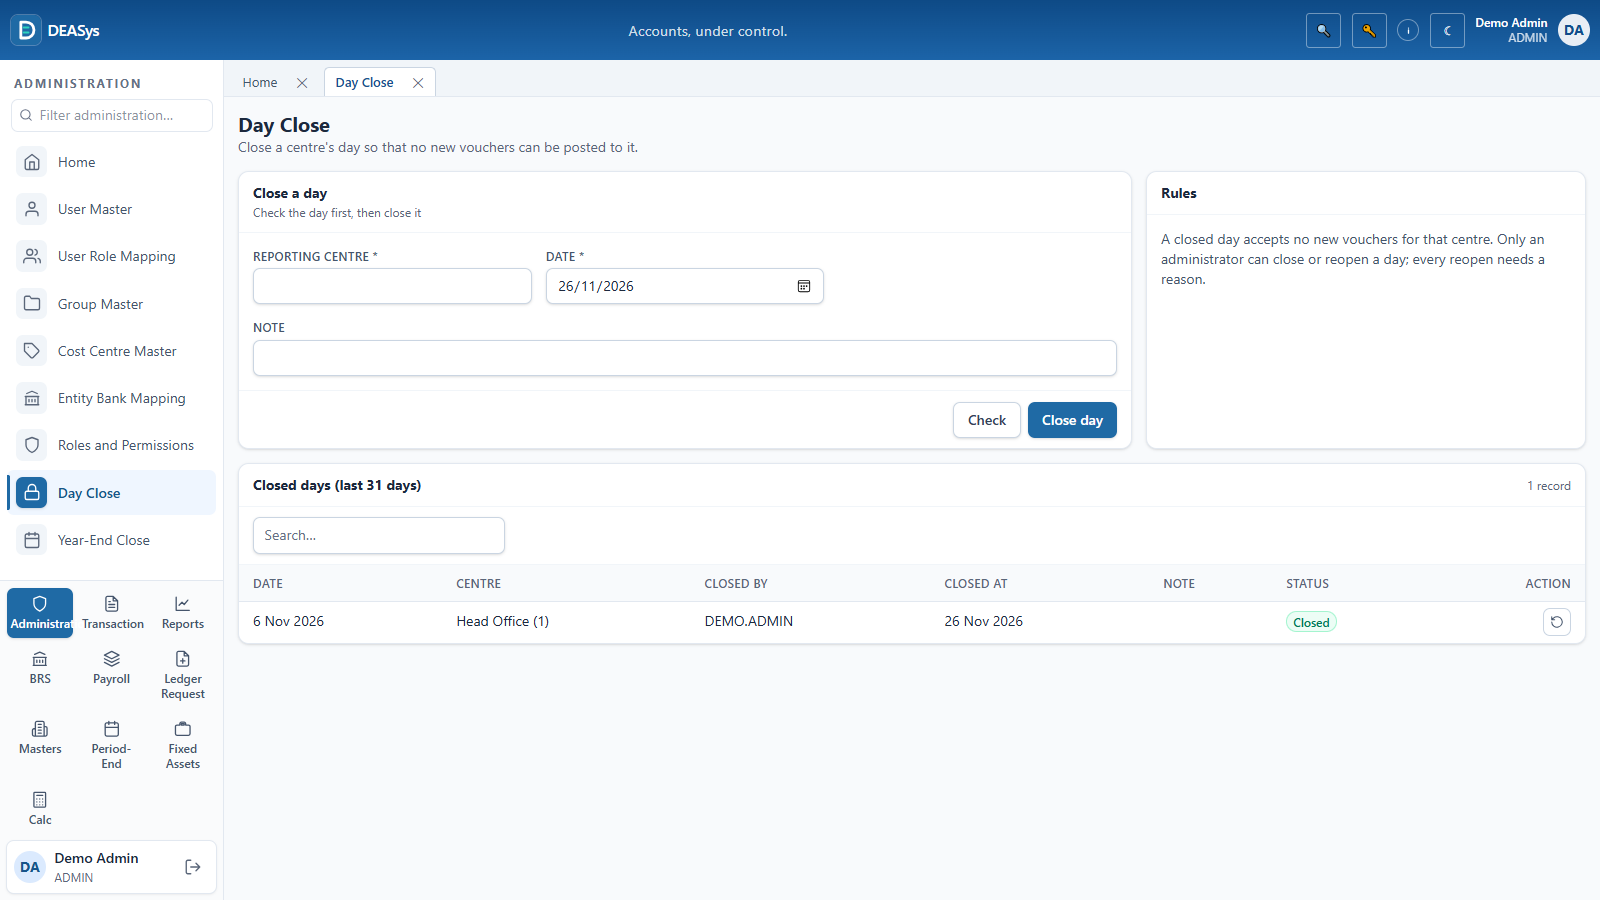 DEASys
Accounts, under control.
Demo Admin
ADMIN
DA
ADMINISTRATION
Filter administration...
Home
User Master
User Role Mapping
Group Master
Cost Centre Master
Entity Bank Mapping
Roles and Permissions
Day Close
Year-End Close
Administrat
Transaction
Reports
BRS
Payroll
Ledger
Request
Masters
Period-
End
Fixed
Assets
Calc
DA
Demo Admin
ADMIN
Home
Day Close
Day Close
Close a centre's day so that no new vouchers can be posted to it.
Close a day
Check the day first, then close it
REPORTING CENTRE *
DATE *
26/11/2026
NOTE
Check
Close day
Rules
A closed day accepts no new vouchers for that centre. Only an
administrator can close or reopen a day; every reopen needs a
reason.
Closed days (last 31 days)
1 record
Search...
DATE CENTRE CLOSED BY CLOSED AT NOTE STATUS ACTION
6 Nov 2026 Head Office (1) DEMO.ADMIN 26 Nov 2026 Closed